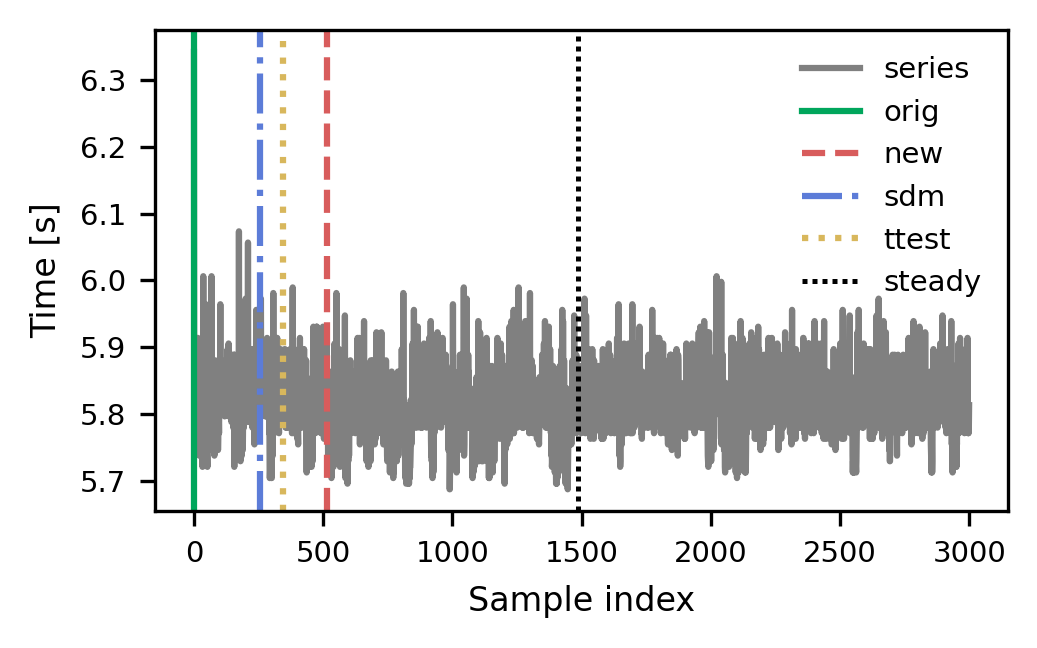 6.3
6.2
6.1
6.0
5.9
5.8
5.7
Time [s]
series
orig
new
sdm
ttest
steady
0 500 1000 1500 2000 2500 3000
Sample index